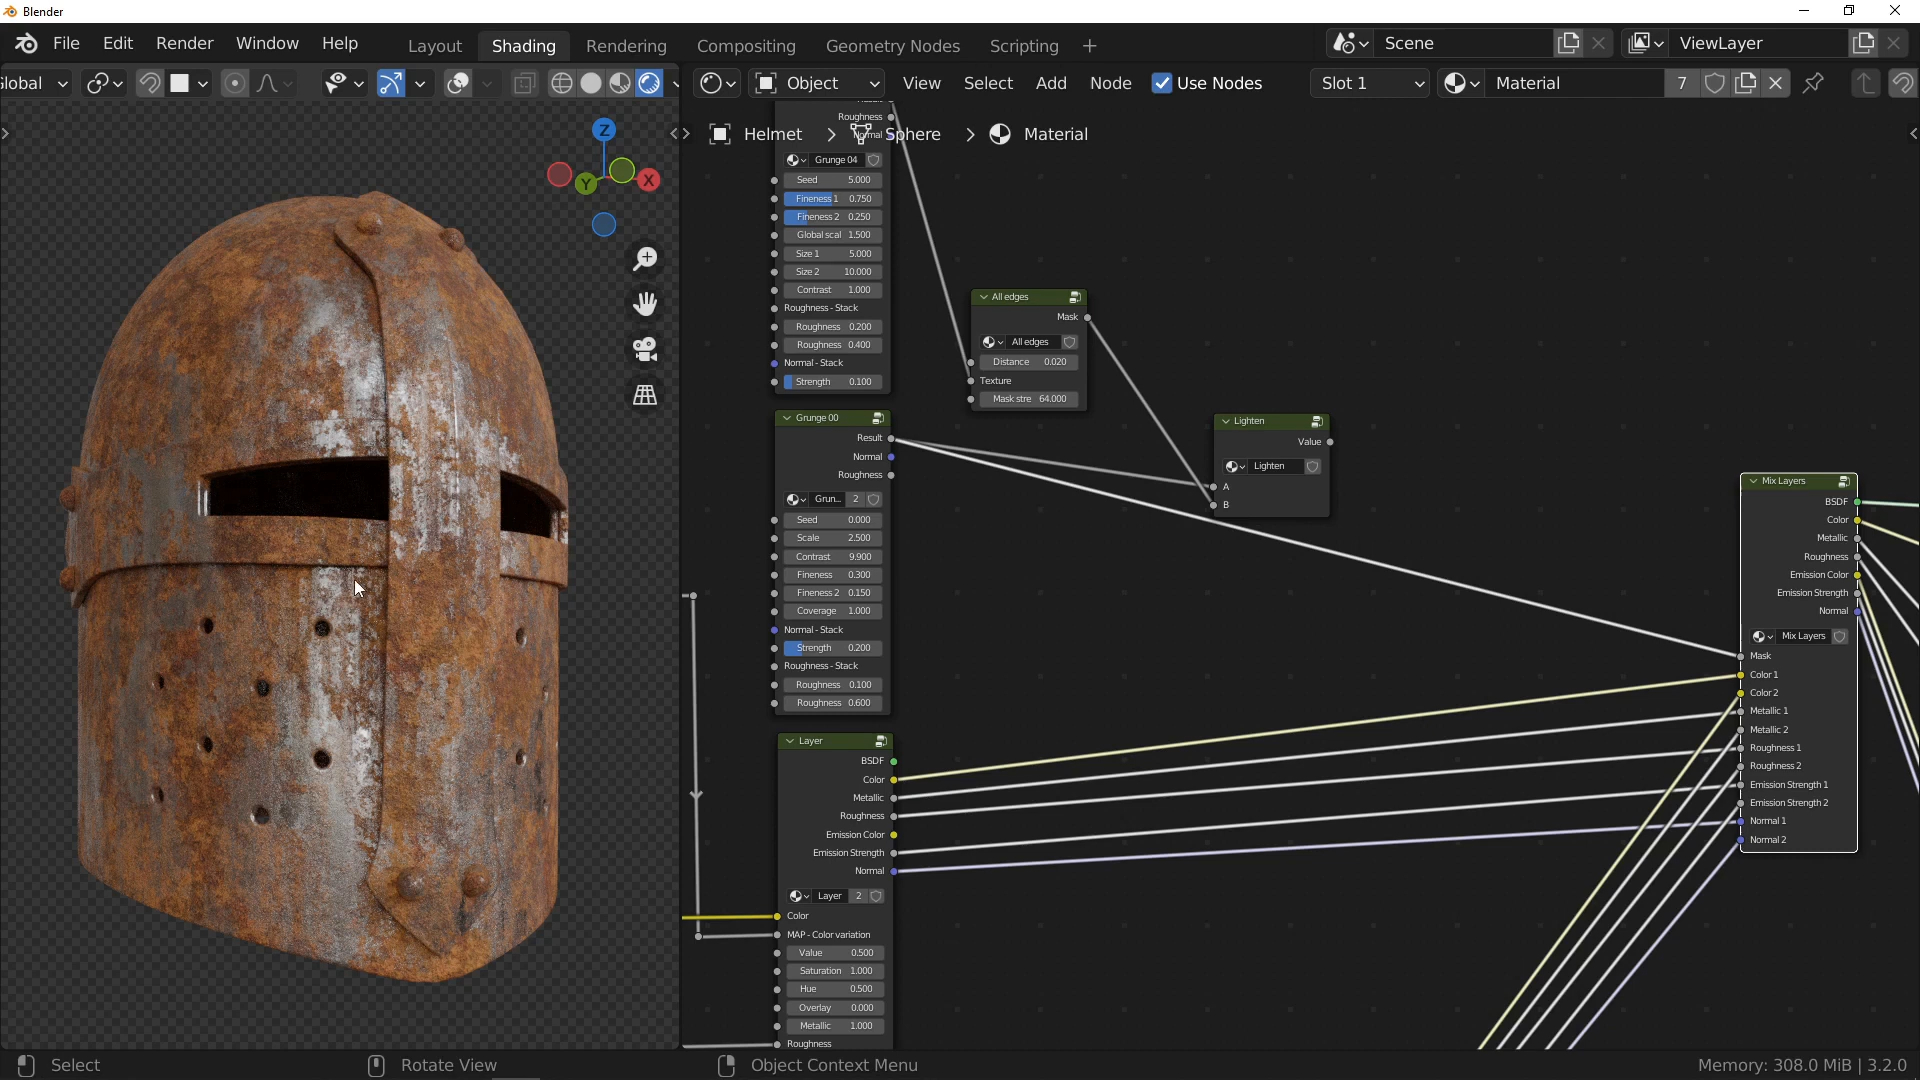 Blender
File Edit Render Window Help Layout Shading Rendering Compositing Geometry Nodes Scripting + Scene ViewLayer
lobal Object View Select Add Node Use Nodes Slot 1 Material 7
Helmet > Sphere > Material
Z
Y
X
Roughness
Normal
Grunge 04
Seed 5.000
Fineness 1 0.750
Fineness 2 0.250
Global scal 1.500
Size 1 5.000
Size 2 10.000
Contrast 1.000
Roughness - Stack
Roughness 0.200
Roughness 0.400
Normal - Stack
Strength 0.100
All edges
Mask
All edges
Distance 0.020
Texture
Mask stre 64.000
Grunge 00
Result
Normal
Roughness
Grun... 2
Seed 0.000
Scale 2.500
Contrast 9.900
Fineness 0.300
Fineness 2 0.150
Coverage 1.000
Normal - Stack
Strength 0.200
Roughness - Stack
Roughness 0.100
Roughness 0.600
Lighten
Value
Lighten
A
B
Layer
BSDF
Color
Metallic
Roughness
Emission Color
Emission Strength
Normal
Layer 2
Color
MAP - Color variation
Value 0.500
Saturation 1.000
Hue 0.500
Overlay 0.000
Metallic 1.000
Roughness
Mix Layers
BSDF
Color
Metallic
Roughness
Emission Color
Emission Strength
Normal
Mix Layers
Mask
Color 1
Color 2
Metallic 1
Metallic 2
Roughness 1
Roughness 2
Emission Strength 1
Emission Strength 2
Normal 1
Normal 2
Select Rotate View Object Context Menu Memory: 308.0 MiB | 3.2.0